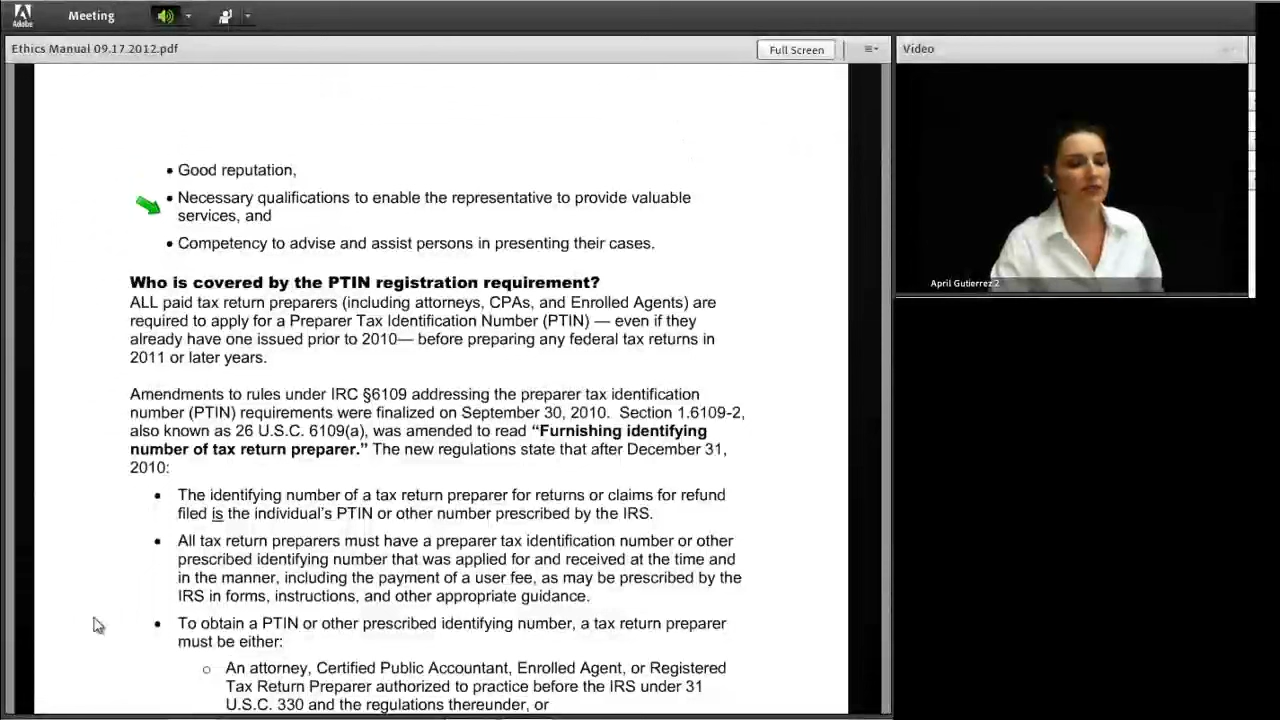 Adobe
Meeting
Ethics Manual 09.17.2012.pdf
Full Screen
Video
• Good reputation,
• Necessary qualifications to enable the representative to provide valuable
services, and
• Competency to advise and assist persons in presenting their cases.
Who is covered by the PTIN registration requirement?
ALL paid tax return preparers (including attorneys, CPAs, and Enrolled Agents) are
required to apply for a Preparer Tax Identification Number (PTIN) — even if they
already have one issued prior to 2010— before preparing any federal tax returns in
2011 or later years.
Amendments to rules under IRC §6109 addressing the preparer tax identification
number (PTIN) requirements were finalized on September 30, 2010. Section 1.6109-2,
also known as 26 U.S.C. 6109(a), was amended to read “Furnishing identifying
number of tax return preparer.” The new regulations state that after December 31,
2010:
• The identifying number of a tax return preparer for returns or claims for refund
filed is the individual’s PTIN or other number prescribed by the IRS.
• All tax return preparers must have a preparer tax identification number or other
prescribed identifying number that was applied for and received at the time and
in the manner, including the payment of a user fee, as may be prescribed by the
IRS in forms, instructions, and other appropriate guidance.
• To obtain a PTIN or other prescribed identifying number, a tax return preparer
must be either:
o An attorney, Certified Public Accountant, Enrolled Agent, or Registered
Tax Return Preparer authorized to practice before the IRS under 31
U.S.C. 330 and the regulations thereunder, or
April Gutierrez 2